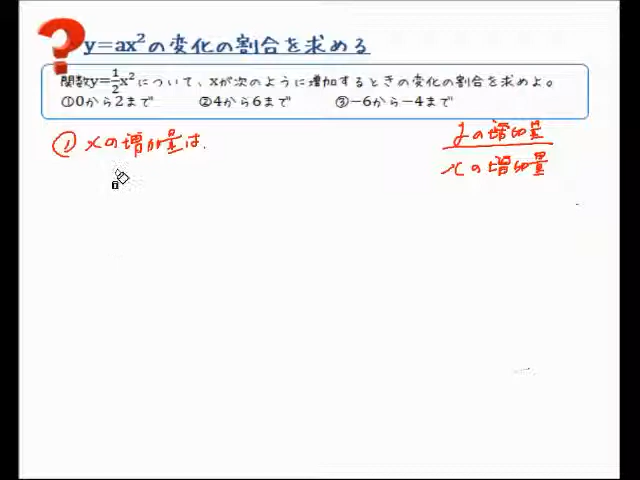 ?
y=ax²の変化の割合を求める
関数y=1/2x²について、xが次のように増加するときの変化の割合を求めよ。
①0から2まで ②4から6まで ③−6から−4まで
① xの増加量は.
yの増加量
xの増加量